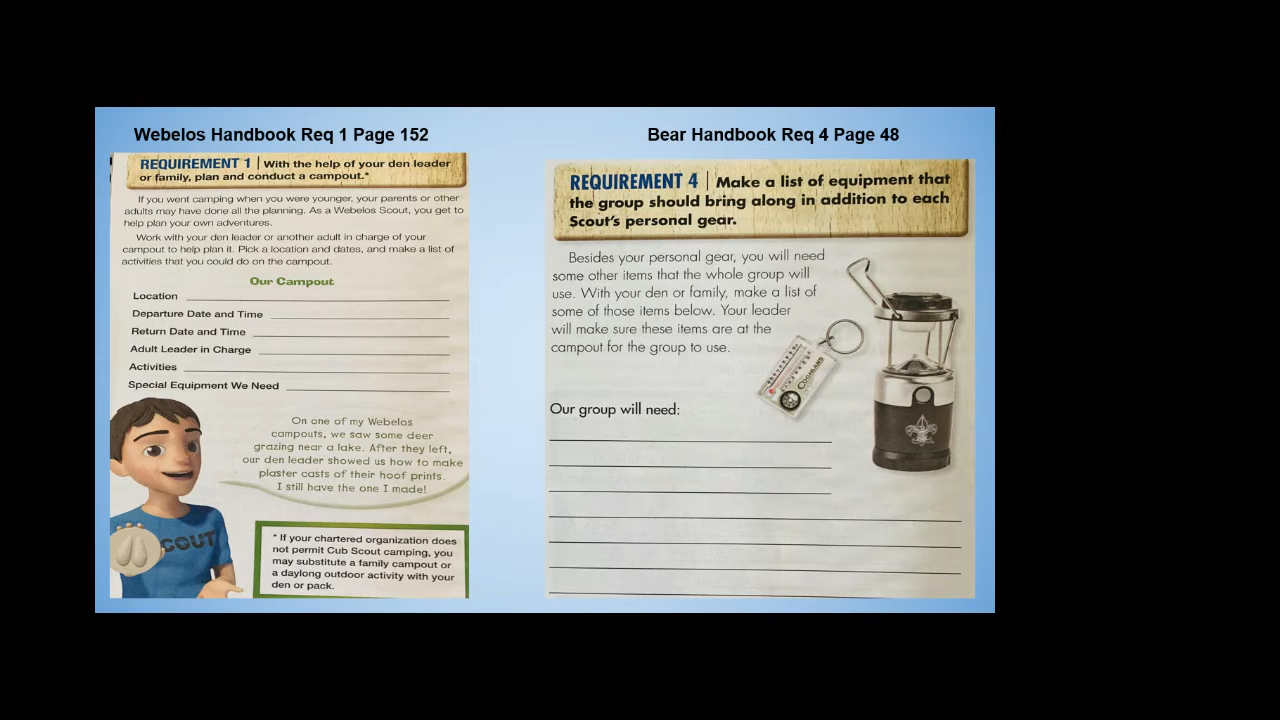 Webelos Handbook Req 1 Page 152
REQUIREMENT 1 | With the help of your den leader
or family, plan and conduct a campout.*
If you went camping when you were younger, your parents or other
adults may have done all the planning. As a Webelos Scout, you get to
help plan your own adventures.
Work with your den leader or another adult in charge of your
campout to help plan it. Pick a location and dates, and make a list of
activities that you could do on the campout.
Our Campout
Location
Departure Date and Time
Return Date and Time
Adult Leader in Charge
Activities
Special Equipment We Need
On one of my Webelos
campouts, we saw some deer
grazing near a lake. After they left,
our den leader showed us how to make
plaster casts of their hoof prints.
I still have the one I made!
SCOUT
* If your chartered organization does
not permit Cub Scout camping, you
may substitute a family campout or
a daylong outdoor activity with your
den or pack.
Bear Handbook Req 4 Page 48
REQUIREMENT 4 | Make a list of equipment that
the group should bring along in addition to each
Scout's personal gear.
Besides your personal gear, you will need
some other items that the whole group will
use. With your den or family, make a list of
some of those items below. Your leader
will make sure these items are at the
campout for the group to use.
COGHLANS
Our group will need: